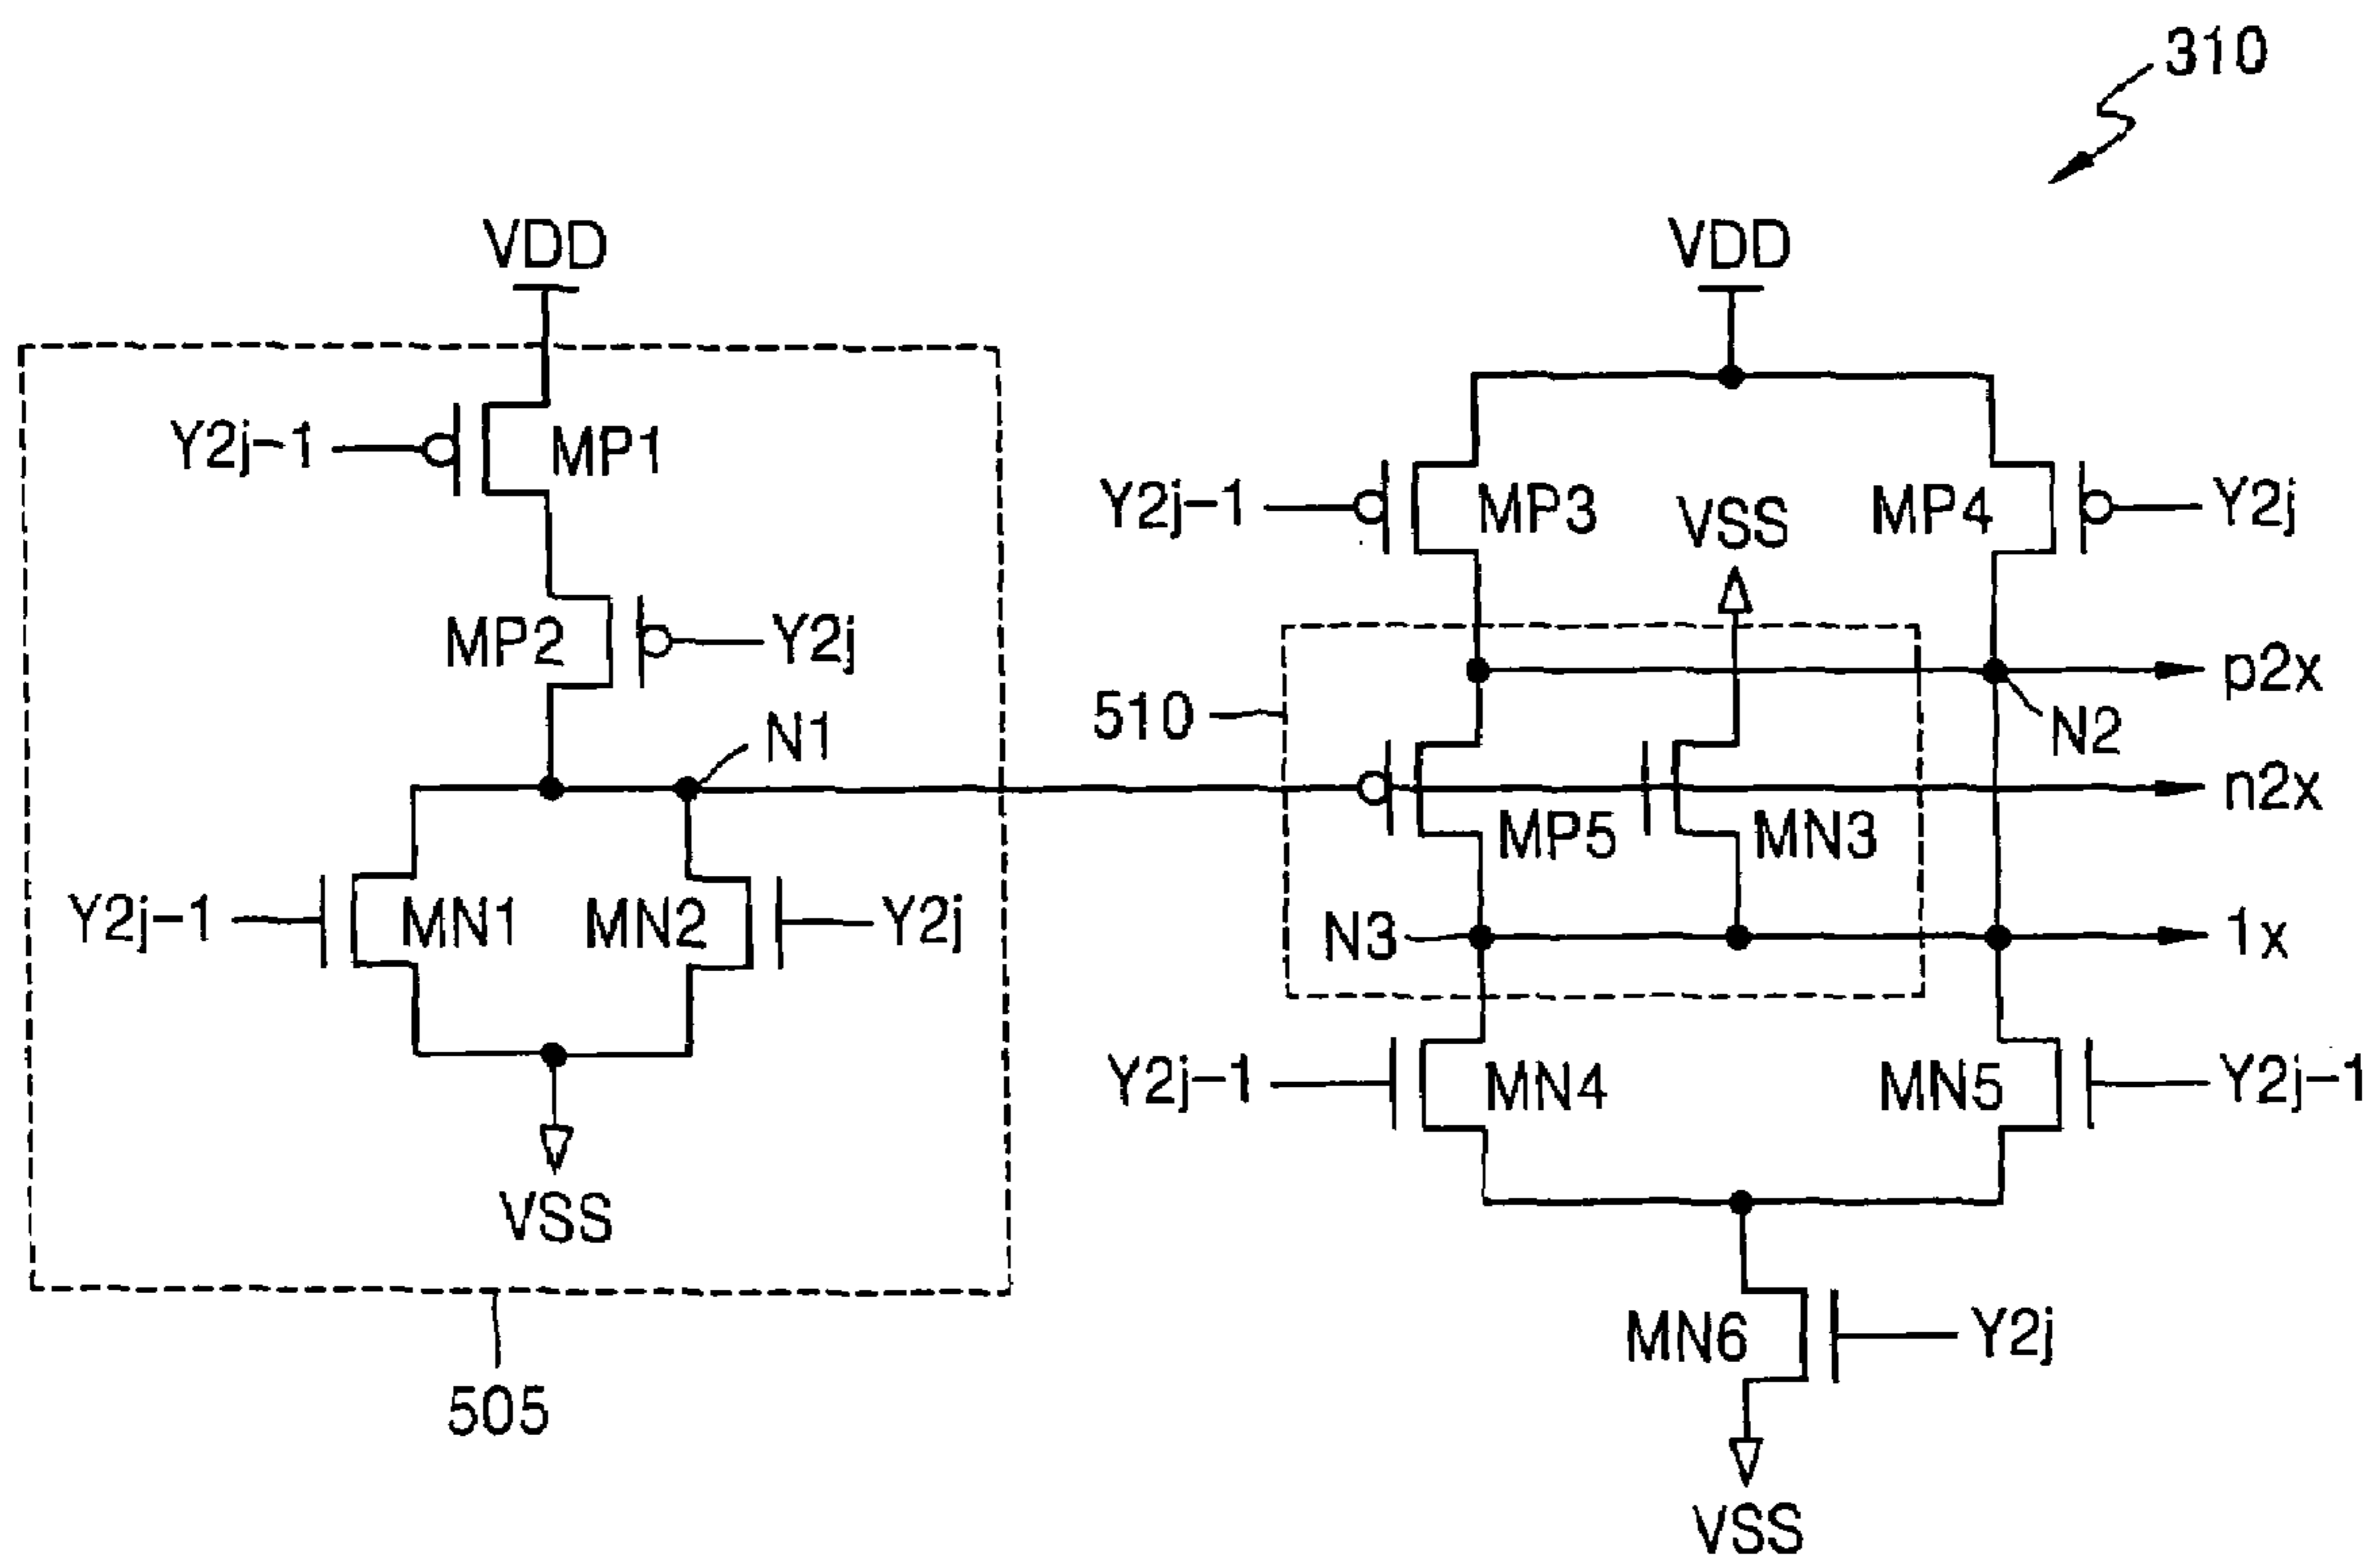 310
VDD
VDD
Y2j-1
MP1
Y2j-1
MP3
VSS
MP4
Y2j
MP2
Y2j
p2x
510
N1
N2
n2x
MP5
MN3
Y2j-1
MN1
MN2
Y2j
N3
1x
Y2j-1
MN4
MN5
Y2j-1
VSS
MN6
Y2j
505
VSS